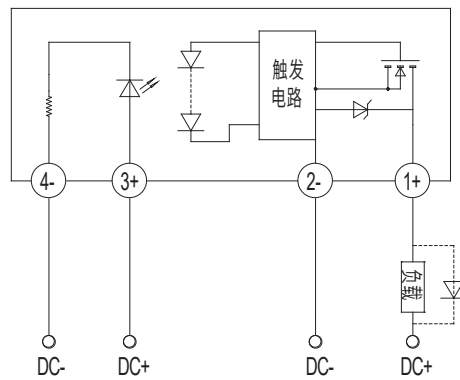 触发
电路
4-
3+
2-
1+
负载
DC-
DC+
DC-
DC+